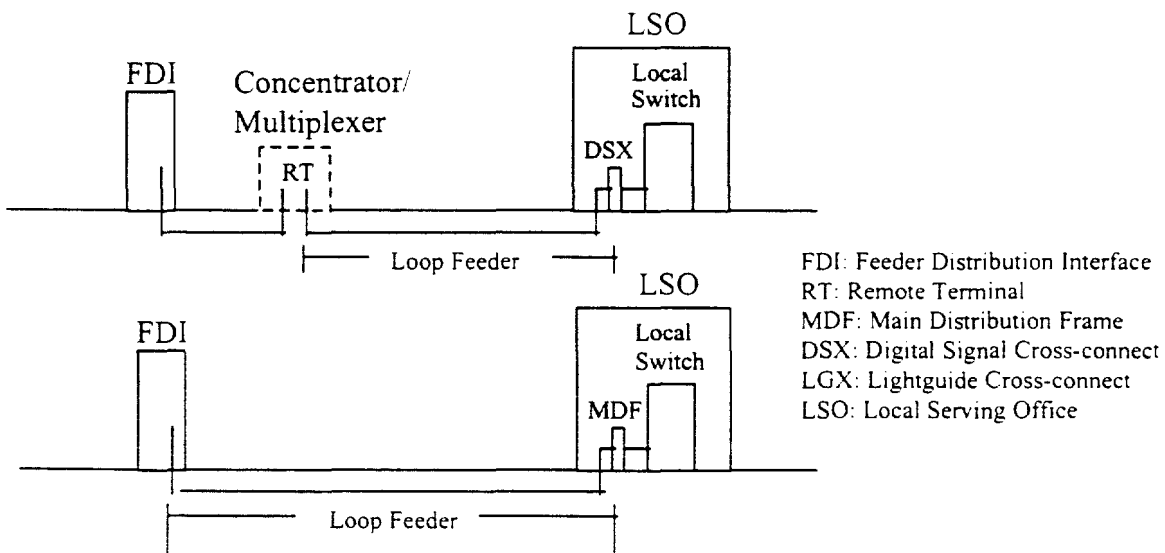 LSO
FDI
Concentrator/
Multiplexer
Local
Switch
DSX
RT
Loop Feeder
FDI: Feeder Distribution Interface
RT: Remote Terminal
MDF: Main Distribution Frame
DSX: Digital Signal Cross-connect
LGX: Lightguide Cross-connect
LSO: Local Serving Office
LSO
FDI
Local
Switch
MDF
Loop Feeder